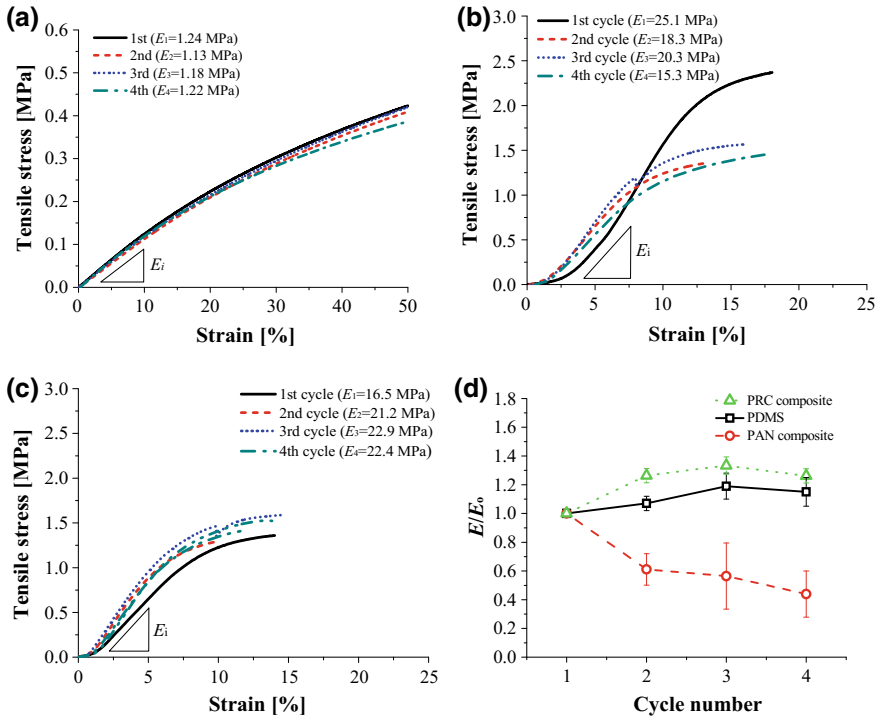 (a)
1st (E1=1.24 MPa)
2nd (E2=1.13 MPa)
3rd (E3=1.18 MPa)
4th (E4=1.22 MPa)
Tensile stress [MPa]
0.6
0.5
0.4
0.3
0.2
0.1
0.0
Ei
0 10 20 30 40 50
Strain [%]
(b)
1st cycle (E1=25.1 MPa)
2nd cycle (E2=18.3 MPa)
3rd cycle (E3=20.3 MPa)
4th cycle (E4=15.3 MPa)
Tensile stress [MPa]
3.0
2.5
2.0
1.5
1.0
0.5
0.0
Ei
0 5 10 15 20 25
Strain [%]
(c)
1st cycle (E1=16.5 MPa)
2nd cycle (E2=21.2 MPa)
3rd cycle (E3=22.9 MPa)
4th cycle (E4=22.4 MPa)
Tensile stress [MPa]
3.0
2.5
2.0
1.5
1.0
0.5
0.0
Ei
0 5 10 15 20 25
Strain [%]
(d)
PRC composite
PDMS
PAN composite
E/Eo
1.8
1.6
1.4
1.2
1.0
0.8
0.6
0.4
0.2
0.0
1 2 3 4
Cycle number